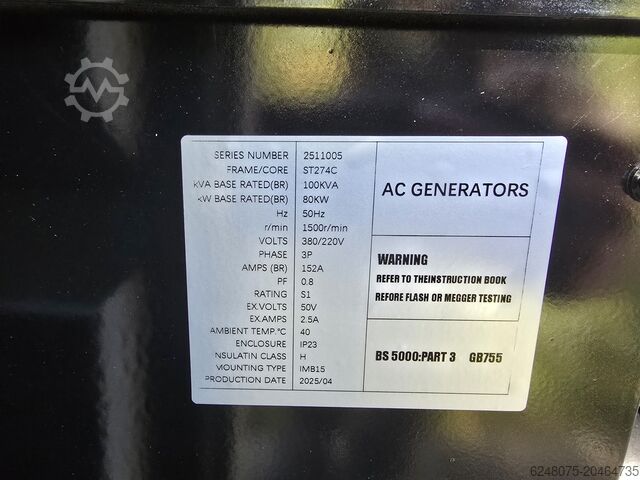 SERIES NUMBER 2511005
FRAME/CORE ST274C
kVA BASE RATED(BR) 100KVA
kW BASE RATED(BR) 80KW
Hz 50Hz
r/min 1500r/min
VOLTS 380/220V
PHASE 3P
AMPS (BR) 152A
PF 0.8
RATING S1
EX.VOLTS 50V
EX.AMPS 2.5A
AMBIENT TEMP.℃ 40
ENCLOSURE IP23
INSULATIN CLASS H
MOUNTING TYPE IMB15
PRODUCTION DATE 2025/04
AC GENERATORS
WARNING
REFER TO THEINSTRUCTION BOOK
REFORE FLASH OR MEGGER TESTING
BS 5000:PART 3 GB755
6248075-20464735